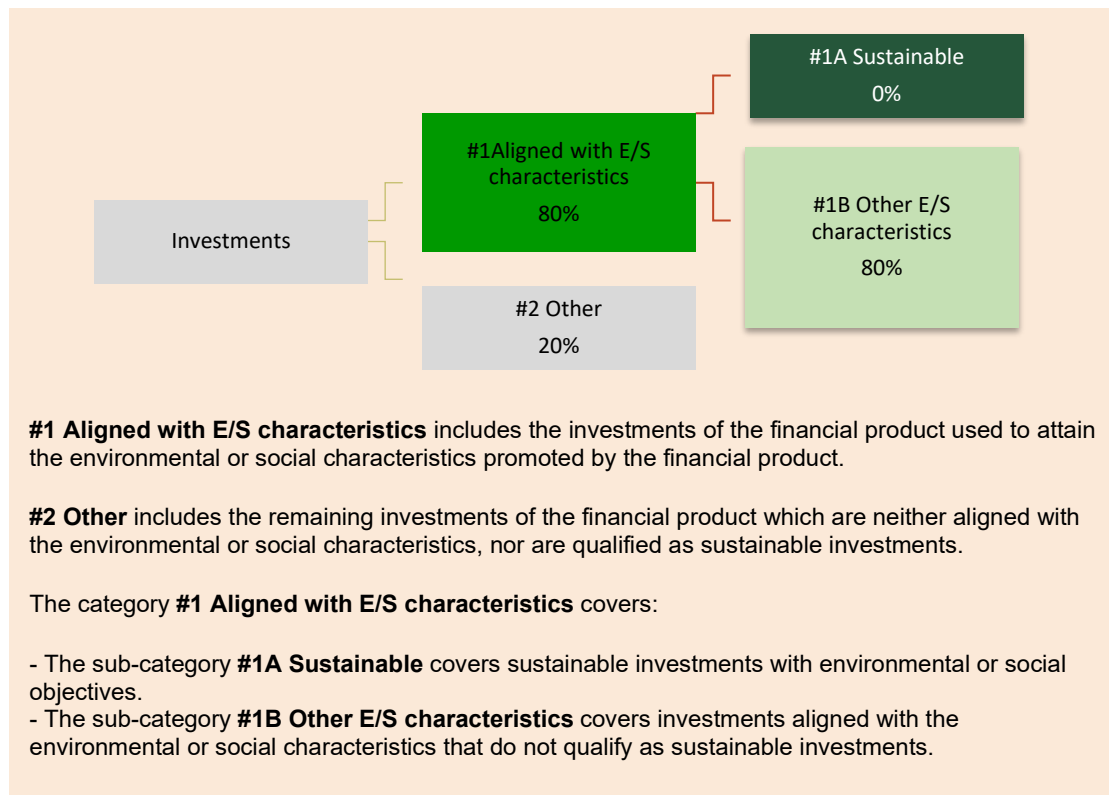 #1A Sustainable
0%
#1Aligned with E/S
characteristics
80%
#1B Other E/S
characteristics
80%
Investments
#2 Other
20%
#1 Aligned with E/S characteristics includes the investments of the financial product used to attain
the environmental or social characteristics promoted by the financial product.
#2 Other includes the remaining investments of the financial product which are neither aligned with
the environmental or social characteristics, nor are qualified as sustainable investments.
The category #1 Aligned with E/S characteristics covers:
- The sub-category #1A Sustainable covers sustainable investments with environmental or social
objectives.
- The sub-category #1B Other E/S characteristics covers investments aligned with the
environmental or social characteristics that do not qualify as sustainable investments.